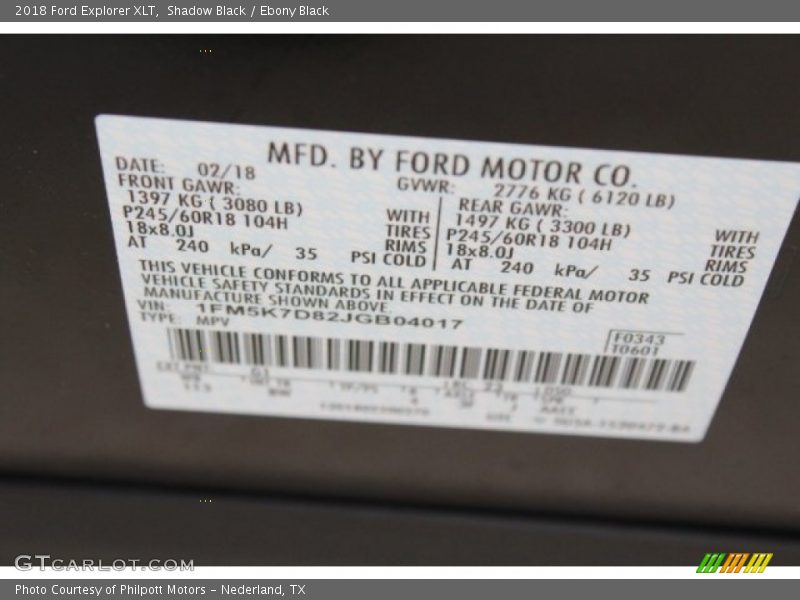 2018 Ford Explorer XLT, Shadow Black / Ebony Black
MFD. BY FORD MOTOR CO.
DATE: 02/18 GVWR: 2776 KG ( 6120 LB)
FRONT GAWR: REAR GAWR:
1397 KG ( 3080 LB) 1497 KG ( 3300 LB)
P245/60R18 104H WITH TIRES P245/60R18 104H WITH TIRES
18x8.0J RIMS 18x8.0J RIMS
AT 240 kPa/ 35 PSI COLD AT 240 kPa/ 35 PSI COLD
THIS VEHICLE CONFORMS TO ALL APPLICABLE FEDERAL MOTOR
VEHICLE SAFETY STANDARDS IN EFFECT ON THE DATE OF
MANUFACTURE SHOWN ABOVE.
VIN: 1FM5K7D82JGB04017
TYPE: MPV
F0343
T0601
EXT PNT: G1
GTCARLOT.COM
Photo Courtesy of Philpott Motors - Nederland, TX